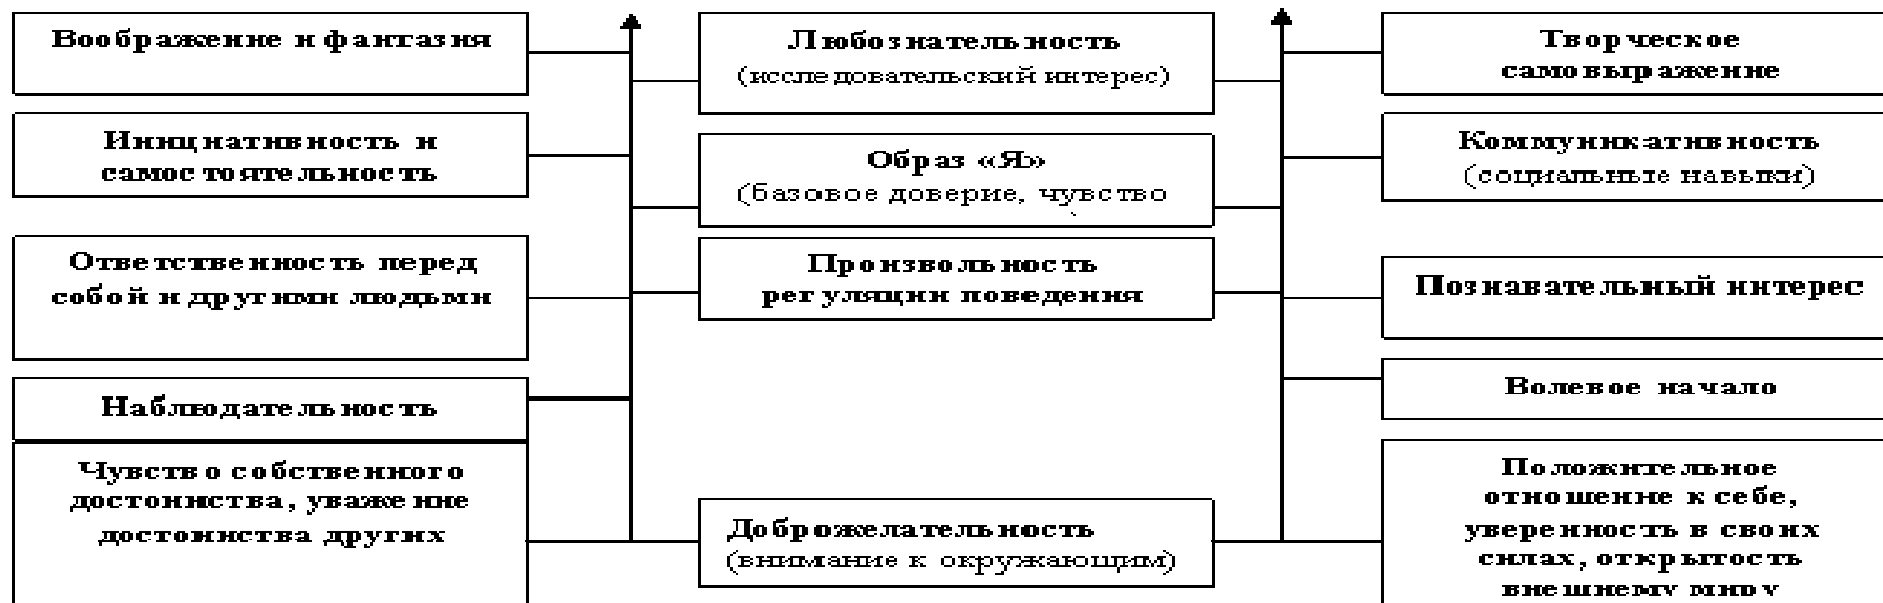 Воображение и фантазия
Инициативность и
самостоятельность
Ответственность перед
собой и другими людьми
Наблюдательность
Чувство собственного
достоинства, уважение
достоинства других
Любознательность
(исследовательский интерес)
Образ «Я»
(базовое доверие, чувство
Произвольность
регуляции поведения
Доброжелательность
(внимание к окружающим)
Творческое
самовыражение
Коммуникативность
(социальные навыки)
Познавательный интерес
Волевое начало
Положительное
отношение к себе,
уверенность в своих
силах, открытость
внешнему миру